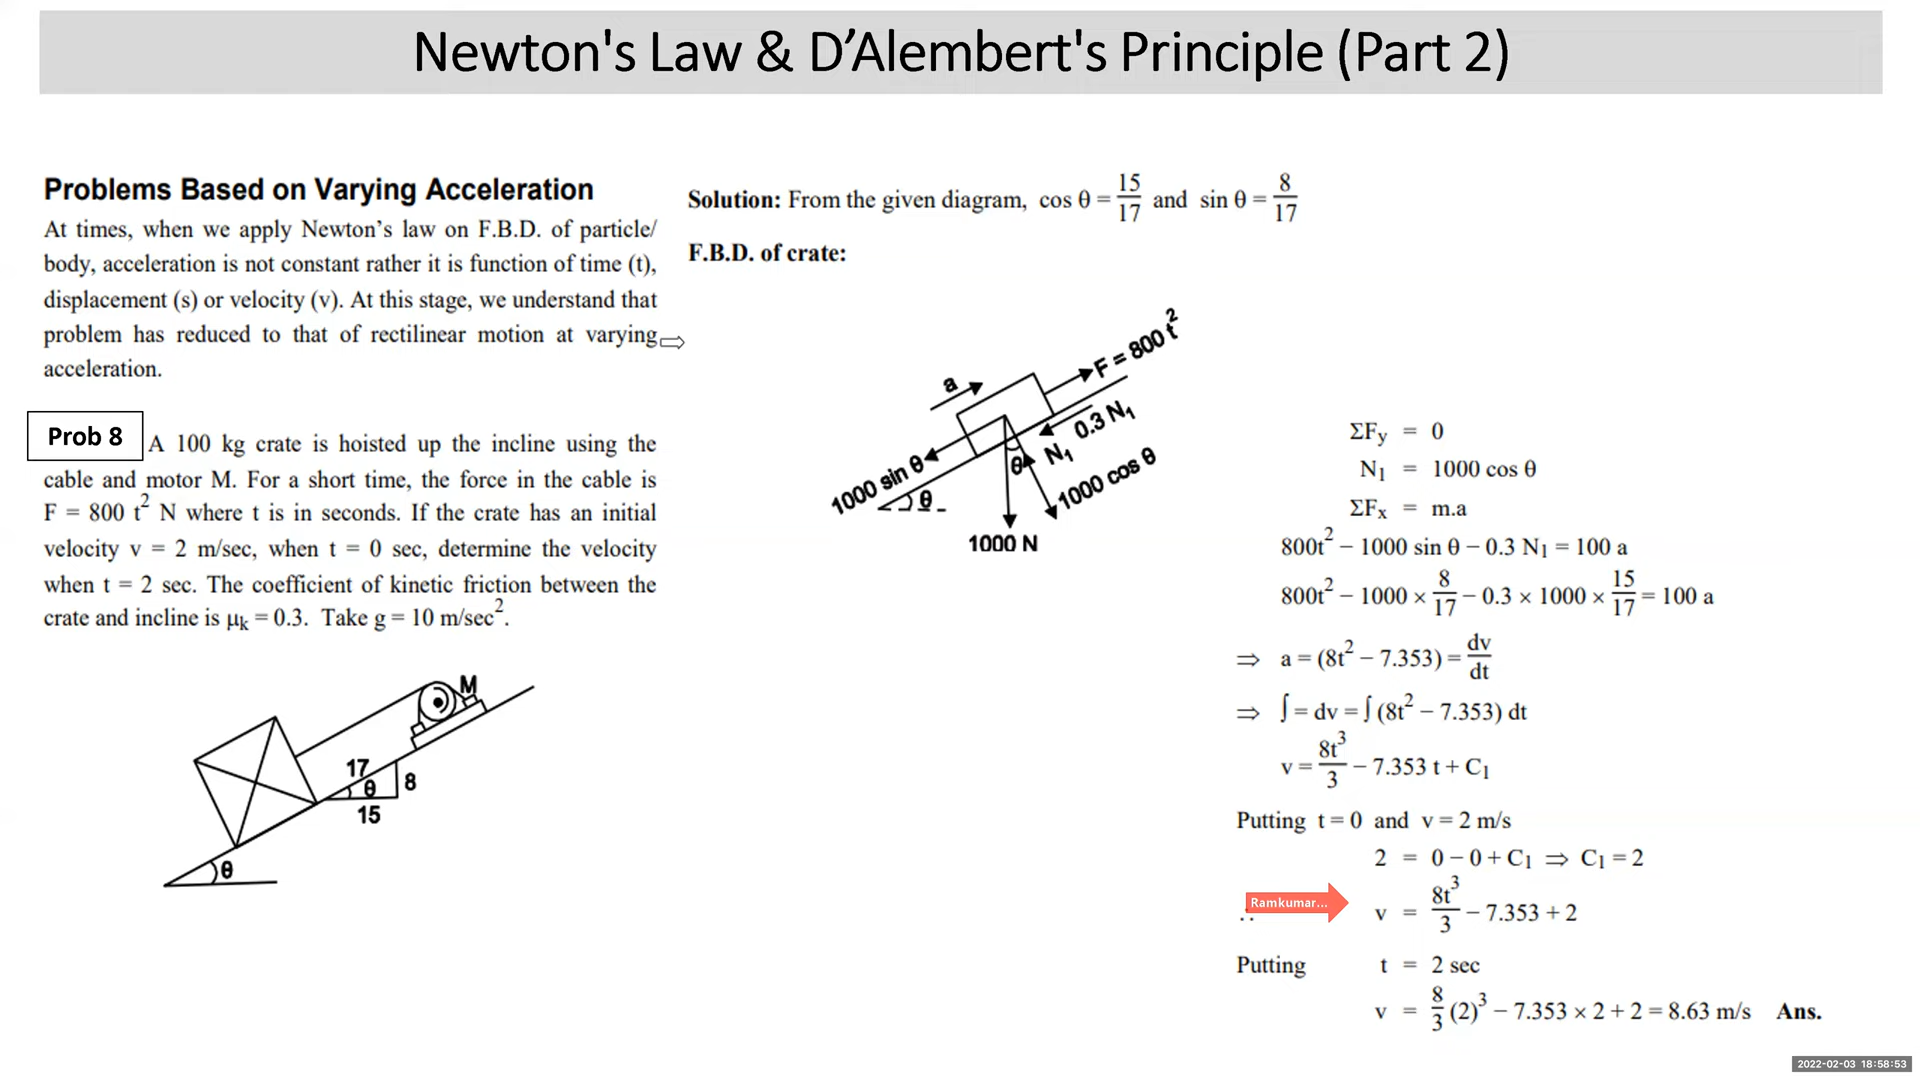 Newton's Law & D’Alembert's Principle (Part 2)
Problems Based on Varying Acceleration
At times, when we apply Newton’s law on F.B.D. of particle/
body, acceleration is not constant rather it is function of time (t),
displacement (s) or velocity (v). At this stage, we understand that
problem has reduced to that of rectilinear motion at varying ⇨
acceleration.
Prob 8 A 100 kg crate is hoisted up the incline using the
cable and motor M. For a short time, the force in the cable is
F = 800 t² N where t is in seconds. If the crate has an initial
velocity v = 2 m/sec, when t = 0 sec, determine the velocity
when t = 2 sec. The coefficient of kinetic friction between the
crate and incline is μk = 0.3. Take g = 10 m/sec².
M
17
θ
8
15
θ
Solution: From the given diagram, cos θ = 15/17 and sin θ = 8/17
F.B.D. of crate:
F = 800 t²
a
0.3 N₁
N₁
θ
1000 sin θ
1000 cos θ
θ
1000 N
ΣFy = 0
N₁ = 1000 cos θ
ΣFx = m.a
800t² − 1000 sin θ − 0.3 N₁ = 100 a
800t² − 1000 × 8/17 − 0.3 × 1000 × 15/17 = 100 a
⇒ a = (8t² − 7.353) = dv/dt
⇒ ∫ = dv = ∫ (8t² − 7.353) dt
v = 8t³/3 − 7.353 t + C₁
Putting t = 0 and v = 2 m/s
2 = 0 − 0 + C₁ ⇒ C₁ = 2
Ramkumar...
∴ v = 8t³/3 − 7.353 + 2
Putting t = 2 sec
v = 8/3 (2)³ − 7.353 × 2 + 2 = 8.63 m/s Ans.
2022-02-03 18:58:53